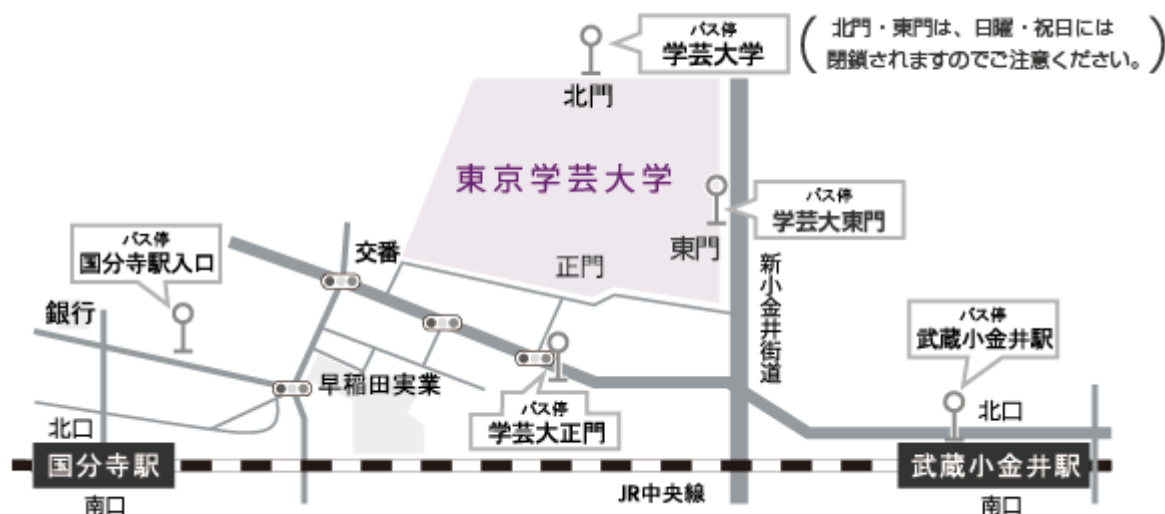 バス停
学芸大学
北門・東門は、日曜・祝日には
閉鎖されますのでご注意ください。
北門
東京学芸大学
バス停
学芸大東門
東門
正門
新小金井街道
交番
バス停
国分寺駅入口
銀行
早稲田実業
バス停
学芸大正門
バス停
武蔵小金井駅
北口
国分寺駅
南口
JR中央線
北口
武蔵小金井駅
南口